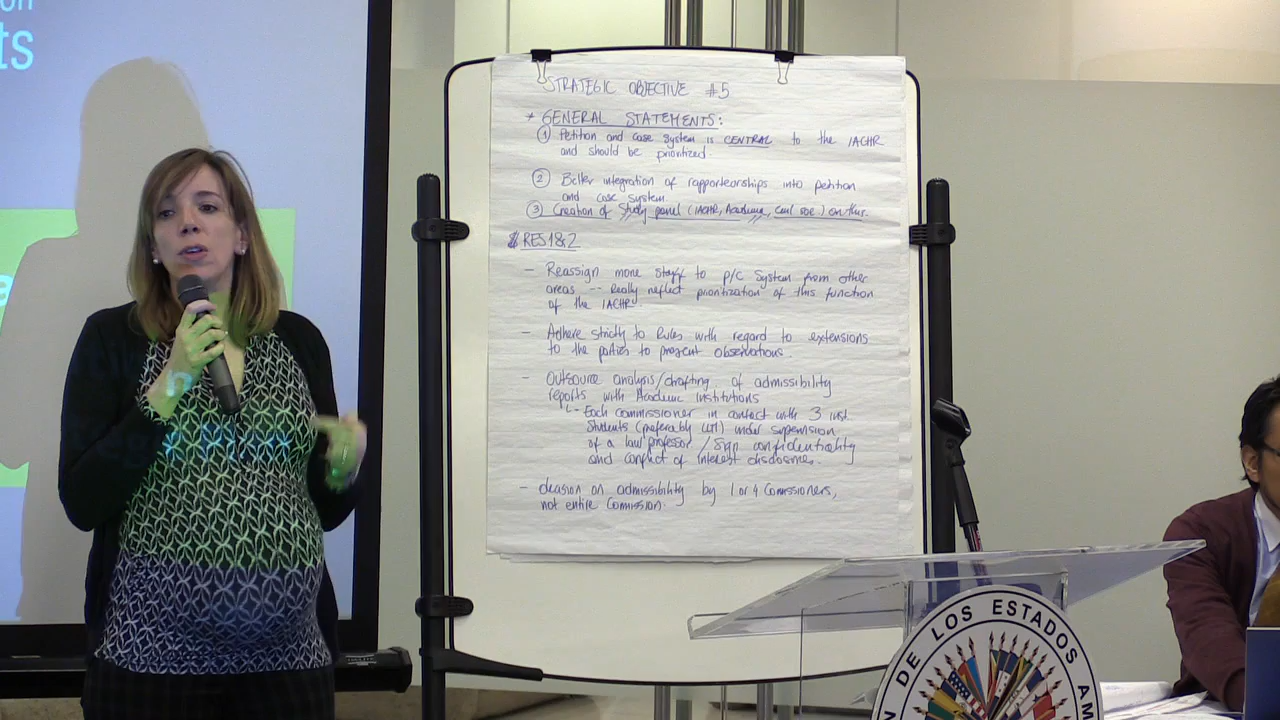 on
ts
a
STRATEGIC OBJECTIVE #5
* GENERAL STATEMENTS:
① Petition and case system is CENTRAL to the IACHR
and should be prioritized.
② Better integration of rapporteurships into petition
and case system.
③ Creation of Study panel (IACHR, Academia, Civil SOC.) on this.
RES 1&2
- Reassign more staff to P/C System from other
areas -- Really reflect prioritization of this function
of the IACHR.
- Adhere strictly to Rules with regard to extensions
to the parties to present observations.
- Outsource analysis/drafting of admissibility
reports with Academic Institutions
- Each commissioner in contact with 3 inst.
Students (preferably LLM) under supervision
of a law professor / Sign confidentiality
and conflict of interest disclosures.
- decision on admissibility by 1 or 4 Comissioners,
not entire Comission.
N DE LOS ESTADOS AM